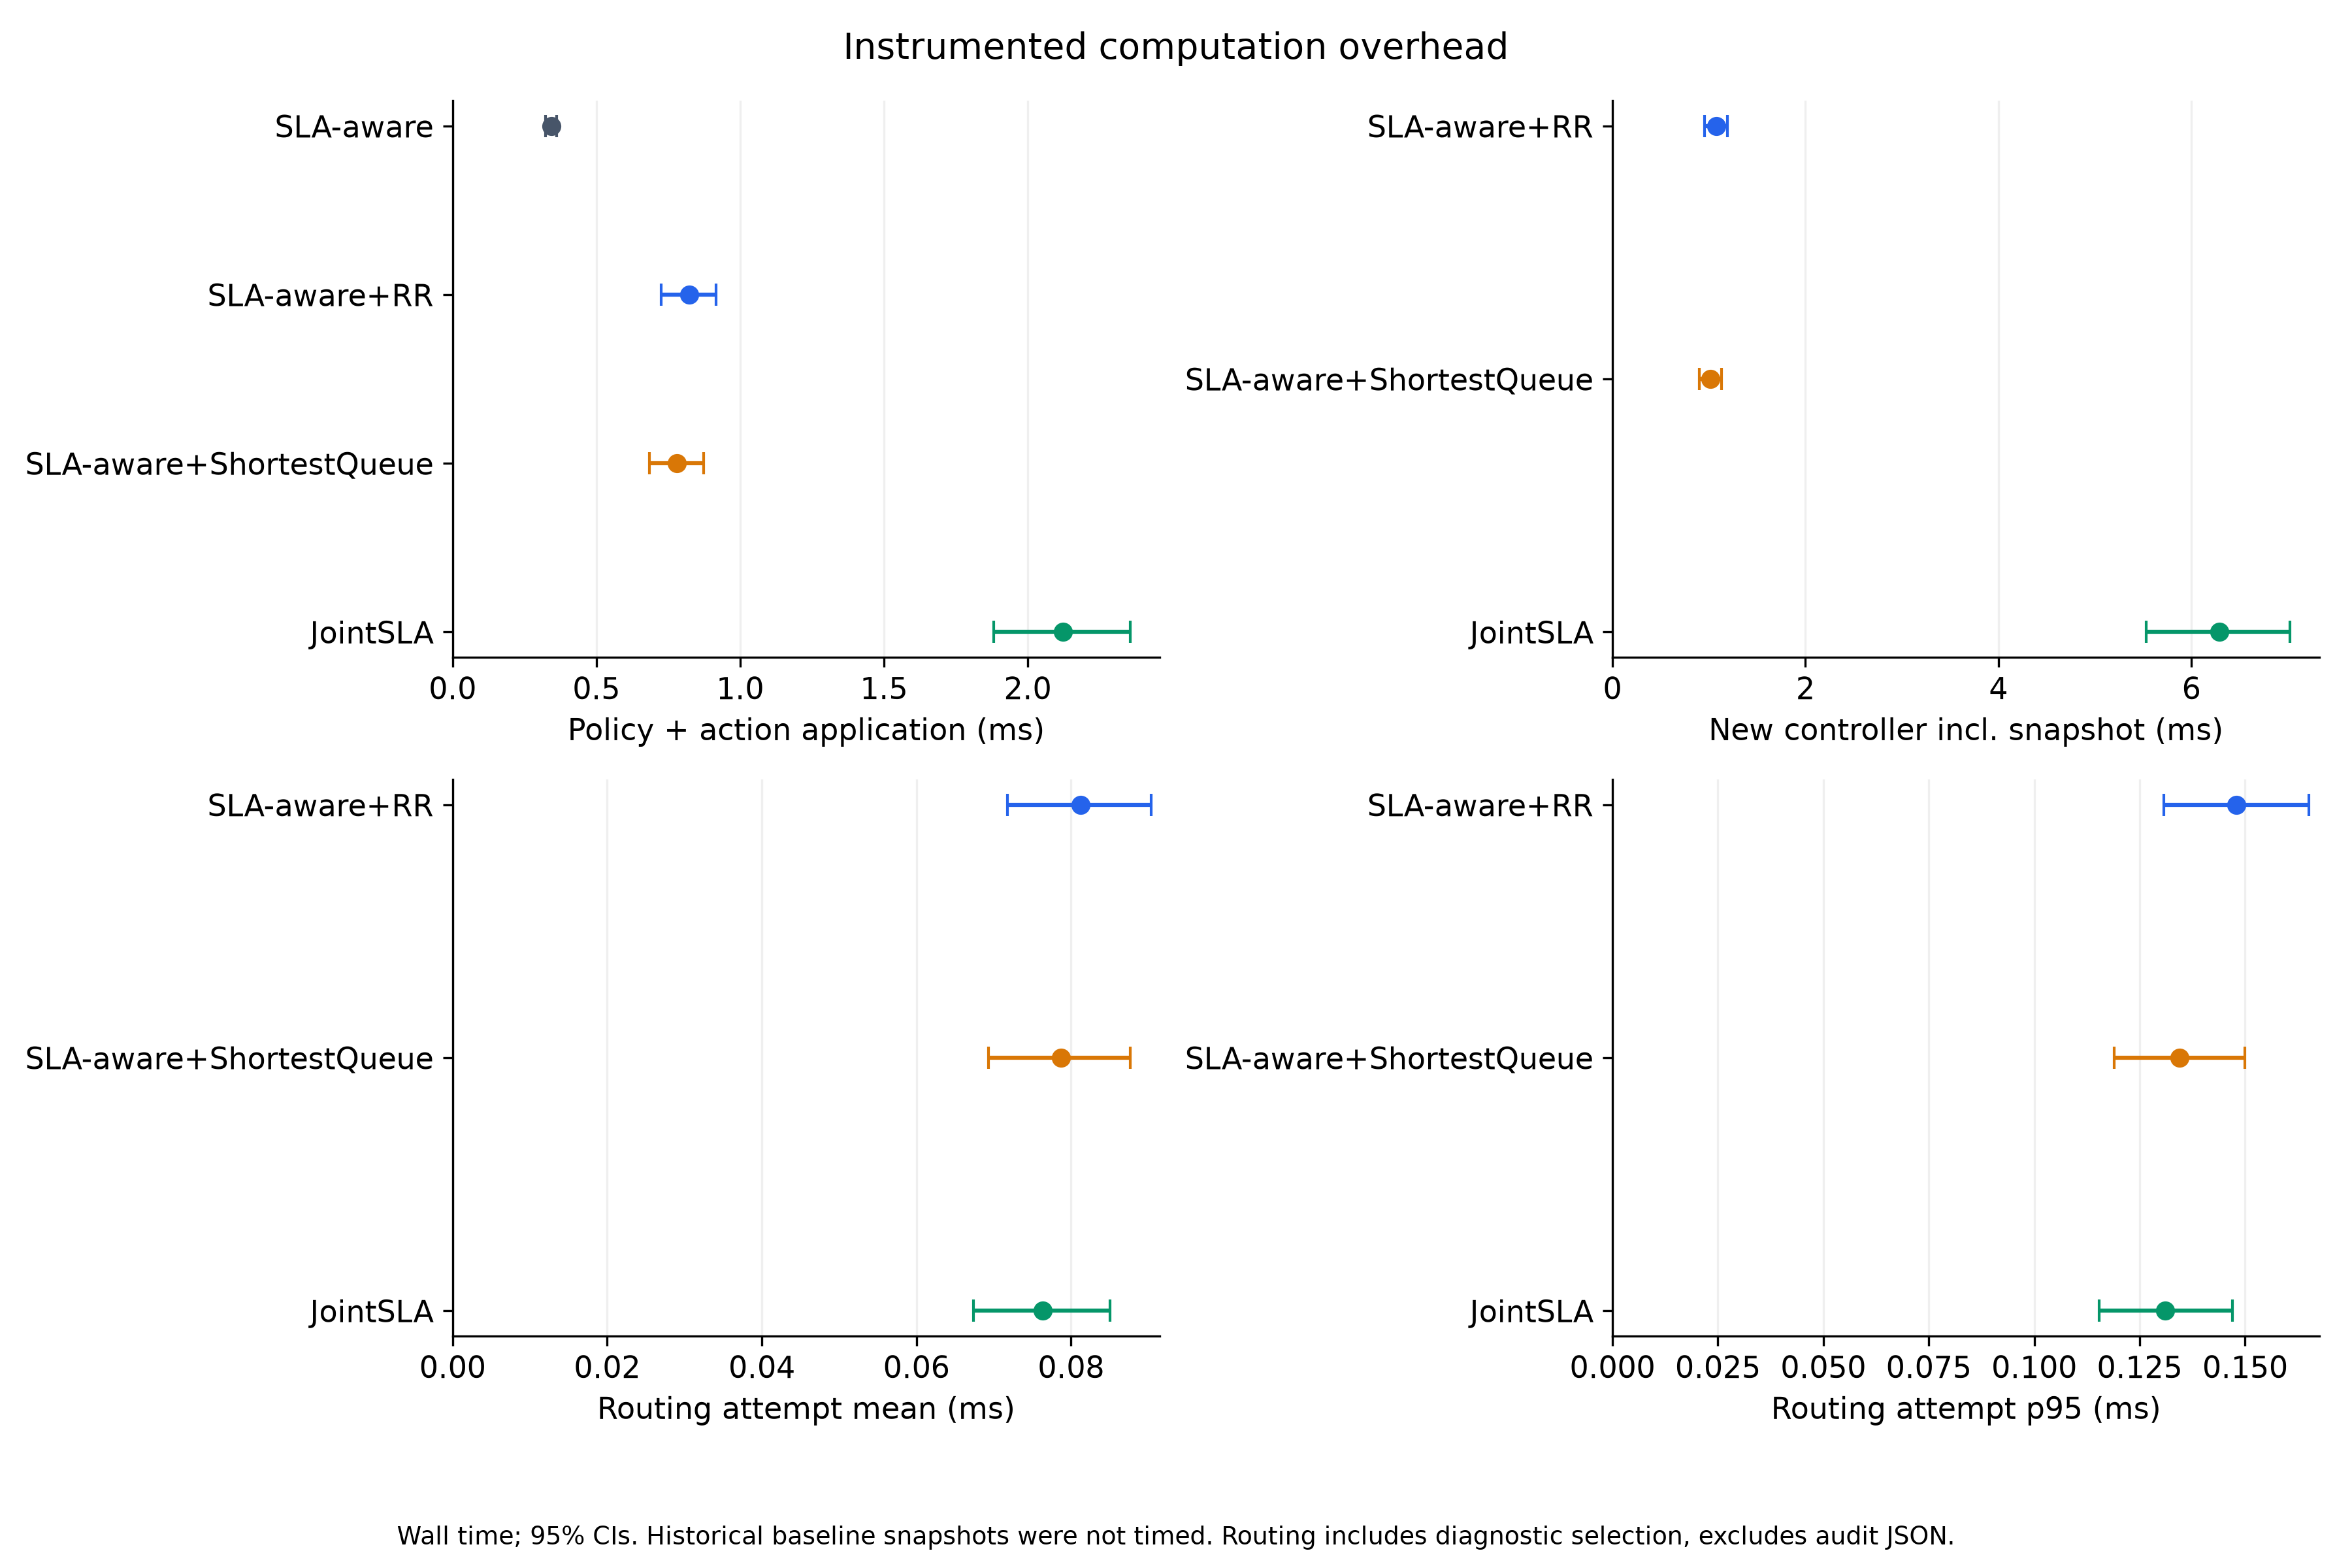 Instrumented computation overhead
SLA-aware
SLA-aware+RR
SLA-aware+ShortestQueue
JointSLA
0.0 0.5 1.0 1.5 2.0
Policy + action application (ms)
SLA-aware+RR
SLA-aware+ShortestQueue
JointSLA
0 2 4 6
New controller incl. snapshot (ms)
SLA-aware+RR
SLA-aware+ShortestQueue
JointSLA
0.00 0.02 0.04 0.06 0.08
Routing attempt mean (ms)
SLA-aware+RR
SLA-aware+ShortestQueue
JointSLA
0.000 0.025 0.050 0.075 0.100 0.125 0.150
Routing attempt p95 (ms)
Wall time; 95% CIs. Historical baseline snapshots were not timed. Routing includes diagnostic selection, excludes audit JSON.